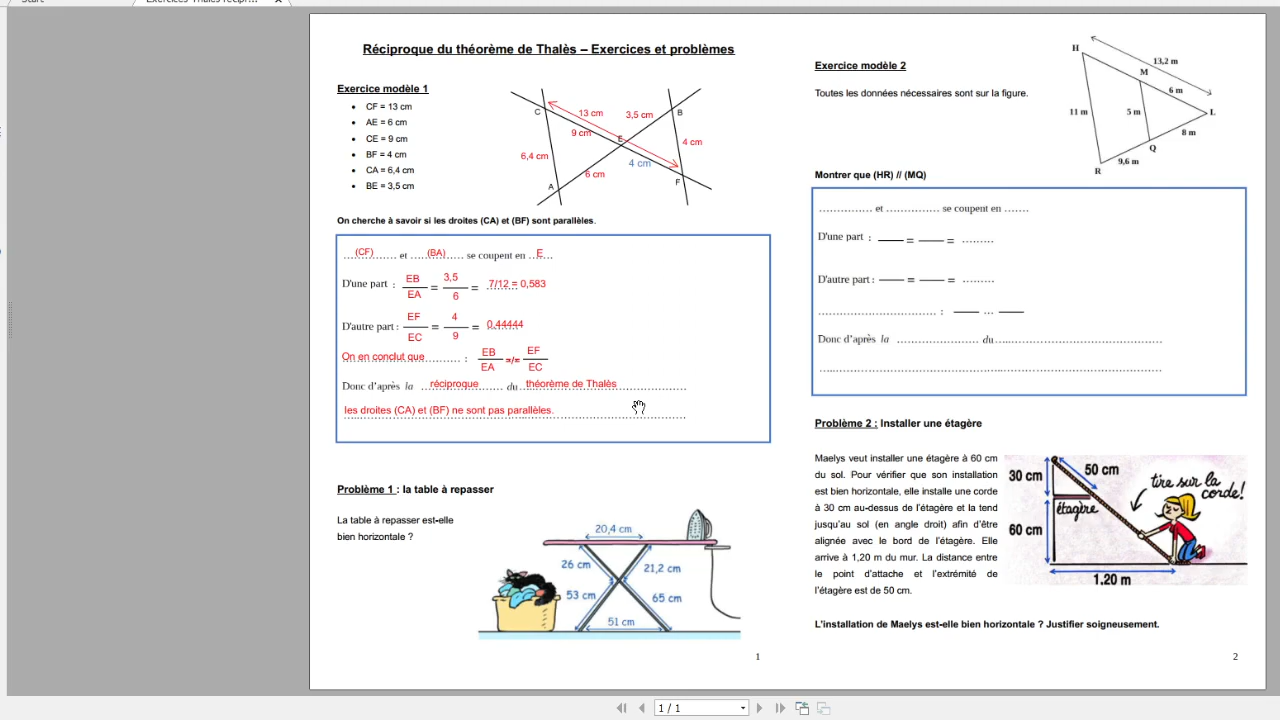 Réciproque du théorème de Thalès – Exercices et problèmes
Exercice modèle 1
• CF = 13 cm
• AE = 6 cm
• CE = 9 cm
• BF = 4 cm
• CA = 6,4 cm
• BE = 3,5 cm
C
13 cm
3,5 cm
B
9 cm
E
4 cm
6,4 cm
4 cm
6 cm
A
F
On cherche à savoir si les droites (CA) et (BF) sont parallèles.
(CF) et (BA) se coupent en E
D'une part : EB/EA = 3,5/6 = 7/12 = 0,583
D'autre part : EF/EC = 4/9 = 0,44444
On en conclut que : EB/EA =/= EF/EC
Donc d'après la réciproque du théorème de Thalès
les droites (CA) et (BF) ne sont pas parallèles.
Problème 1 : la table à repasser
La table à repasser est-elle
bien horizontale ?
20,4 cm
26 cm
21,2 cm
53 cm
65 cm
51 cm
1
Exercice modèle 2
Toutes les données nécessaires sont sur la figure.
H
13,2 m
M
6 m
11 m
5 m
L
8 m
Q
9,6 m
R
Montrer que (HR) // (MQ)
............... et ............... se coupent en .......
D'une part : ___ = ___ = .........
D'autre part : ___ = ___ = .........
................................. : ___ ... ___
Donc d'après la ....................... du...........................................
................................................................................................
Problème 2 : Installer une étagère
Maelys veut installer une étagère à 60 cm
du sol. Pour vérifier que son installation
est bien horizontale, elle installe une corde
à 30 cm au-dessus de l'étagère et la tend
jusqu'au sol (en angle droit) afin d'être
alignée avec le bord de l'étagère. Elle
arrive à 1,20 m du mur. La distance entre
le point d'attache et l'extrémité de
l'étagère est de 50 cm.
30 cm
50 cm
tire sur la
corde!
étagère
60 cm
1,20 m
L'installation de Maelys est-elle bien horizontale ? Justifier soigneusement.
2
1 / 1